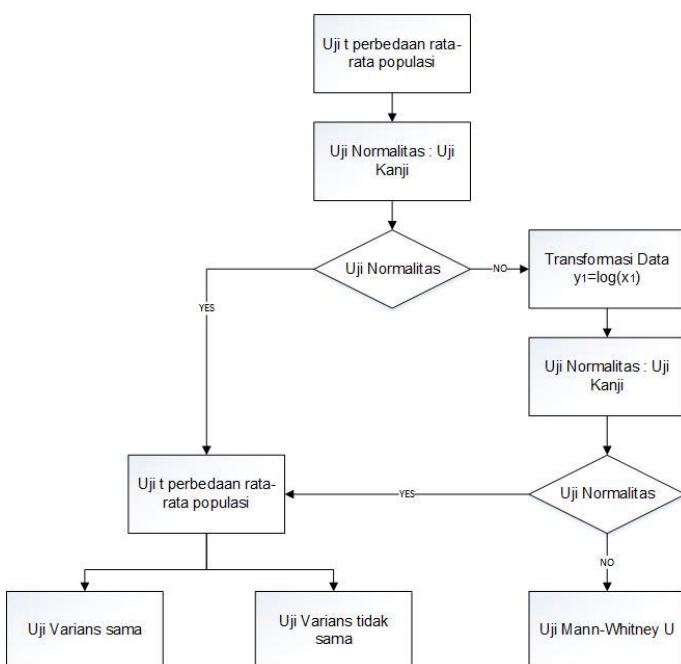 Uji t perbedaan rata-
rata populasi
Uji Normalitas : Uji
Kanji
Uji Normalitas
NO
Transformasi Data
y1=log(x1)
YES
Uji Normalitas : Uji
Kanji
Uji t perbedaan rata-
rata populasi
YES
Uji Normalitas
NO
Uji Varians sama
Uji Varians tidak
sama
Uji Mann-Whitney U